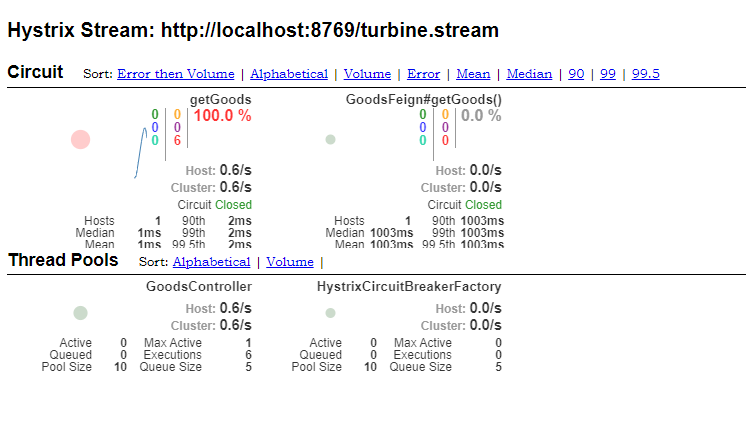 Hystrix Stream: http://localhost:8769/turbine.stream
Circuit Sort: Error then Volume | Alphabetical | Volume | Error | Mean | Median | 90 | 99 | 99.5
getGoods GoodsFeign#getGoods()
0 0 100.0 % 0 0 0.0 %
0 0 0 0
0 6 0 0
Host: 0.6/s Host: 0.0/s
Cluster: 0.6/s Cluster: 0.0/s
Circuit Closed Circuit Closed
Hosts 1 90th 2ms Hosts 1 90th 1003ms
Median 1ms 99th 2ms Median 1003ms 99th 1003ms
Mean 1ms 99.5th 2ms Mean 1003ms 99.5th 1003ms
Thread Pools Sort: Alphabetical | Volume |
GoodsController HystrixCircuitBreakerFactory
Host: 0.6/s Host: 0.0/s
Cluster: 0.6/s Cluster: 0.0/s
Active 0 Max Active 1 Active 0 Max Active 0
Queued 0 Executions 6 Queued 0 Executions 0
Pool Size 10 Queue Size 5 Pool Size 10 Queue Size 5